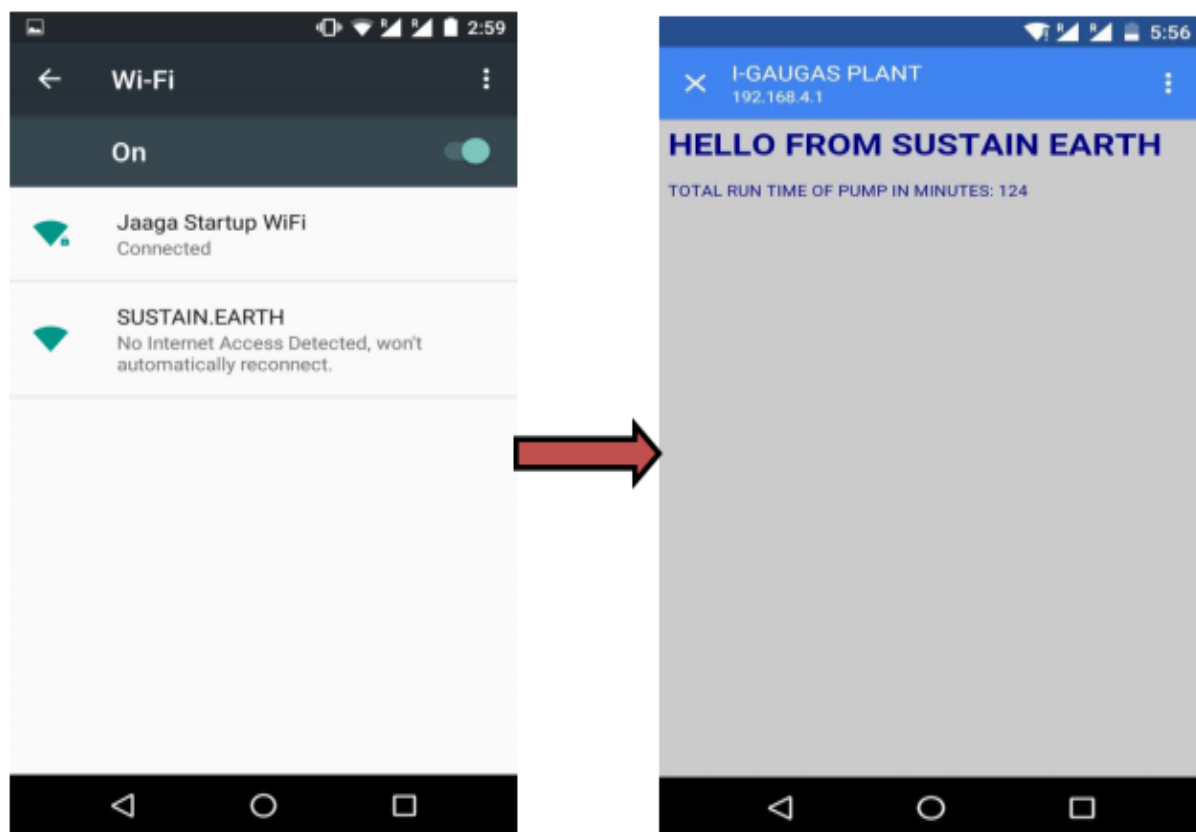 2:59
Wi-Fi
On
Jaaga Startup WiFi
Connected
SUSTAIN.EARTH
No Internet Access Detected, won't
automatically reconnect.
R R 5:56
I-GAUGAS PLANT
192.168.4.1
HELLO FROM SUSTAIN EARTH
TOTAL RUN TIME OF PUMP IN MINUTES: 124